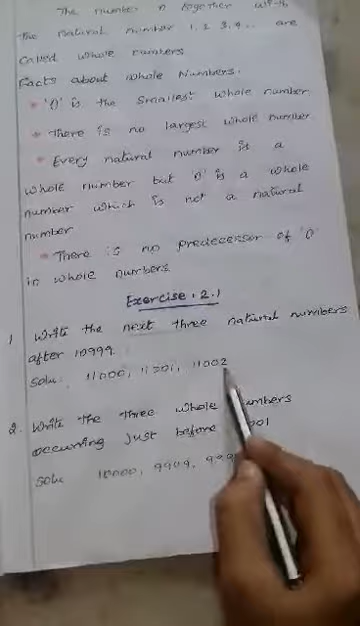 The number 0 together with
the natural number 1, 2, 3, 4.. are
called whole numbers
Facts about whole Numbers.
* '0' is the smallest whole number
* There is no largest whole number
* Every natural number is a
whole number but '0' is a whole
number which is not a natural
number
* There is no predecessor of '0'
in whole numbers
Exercise : 2.1
1 Write the next three natural numbers
after 10999.
Solu. 11000, 11001, 11002
2. Write the three whole numbers
occurring just before 001
Solu 10000, 9999, 999